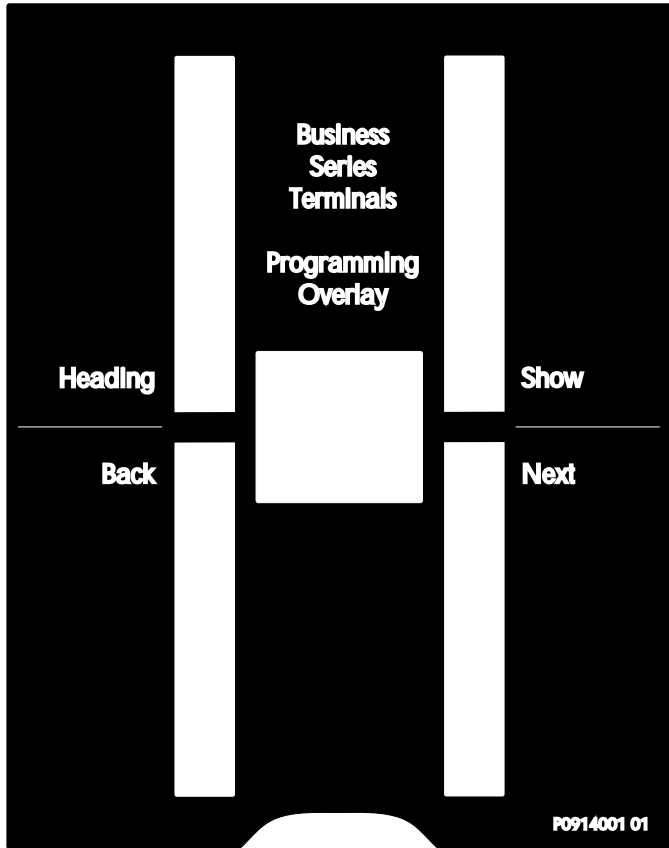 Business
Series
Terminals
Programming
Overlay
Heading
Show
Back
Next
P0914001 01